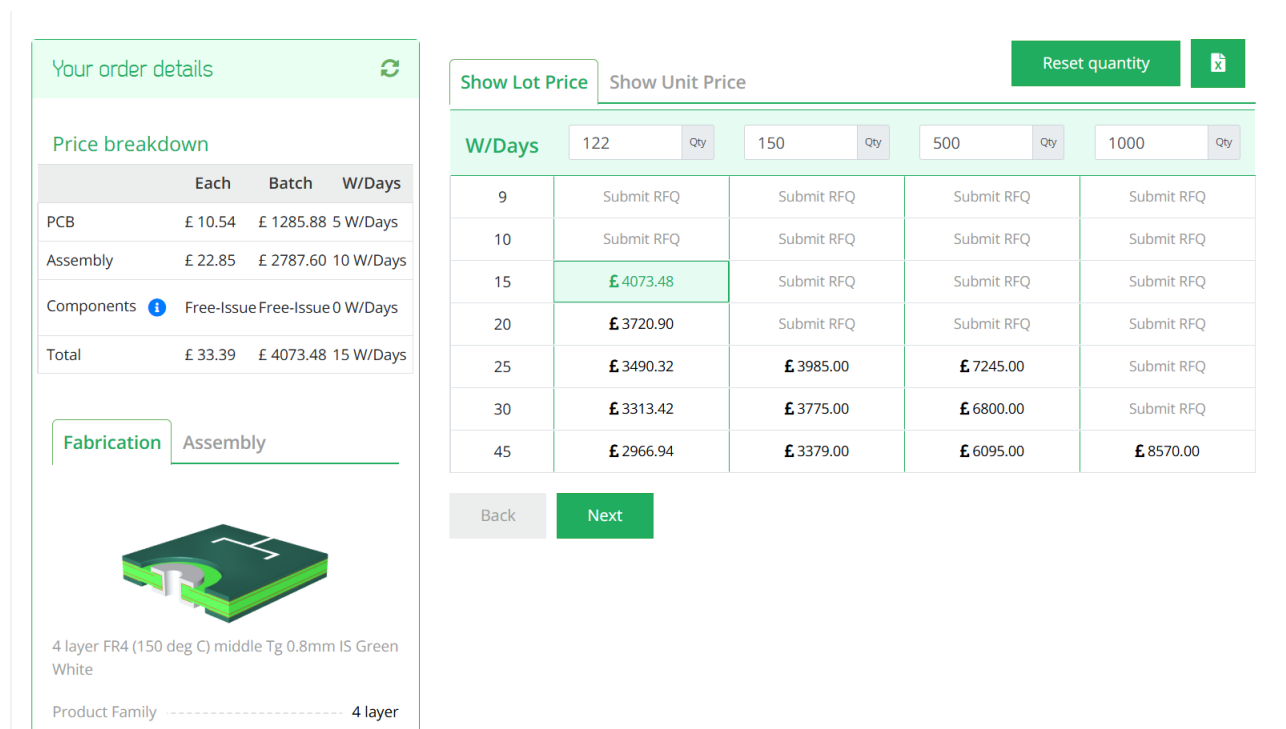 Your order details
Price breakdown
Each Batch W/Days
PCB £ 10.54 £ 1285.88 5 W/Days
Assembly £ 22.85 £ 2787.60 10 W/Days
Components i Free-Issue Free-Issue 0 W/Days
Total £ 33.39 £ 4073.48 15 W/Days
Fabrication Assembly
4 layer FR4 (150 deg C) middle Tg 0.8mm IS Green
White
Product Family 4 layer
Reset quantity X
Show Lot Price Show Unit Price
W/Days 122 Qty 150 Qty 500 Qty 1000 Qty
9 Submit RFQ Submit RFQ Submit RFQ Submit RFQ
10 Submit RFQ Submit RFQ Submit RFQ Submit RFQ
15 £ 4073.48 Submit RFQ Submit RFQ Submit RFQ
20 £ 3720.90 Submit RFQ Submit RFQ Submit RFQ
25 £ 3490.32 £ 3985.00 £ 7245.00 Submit RFQ
30 £ 3313.42 £ 3775.00 £ 6800.00 Submit RFQ
45 £ 2966.94 £ 3379.00 £ 6095.00 £ 8570.00
Back Next